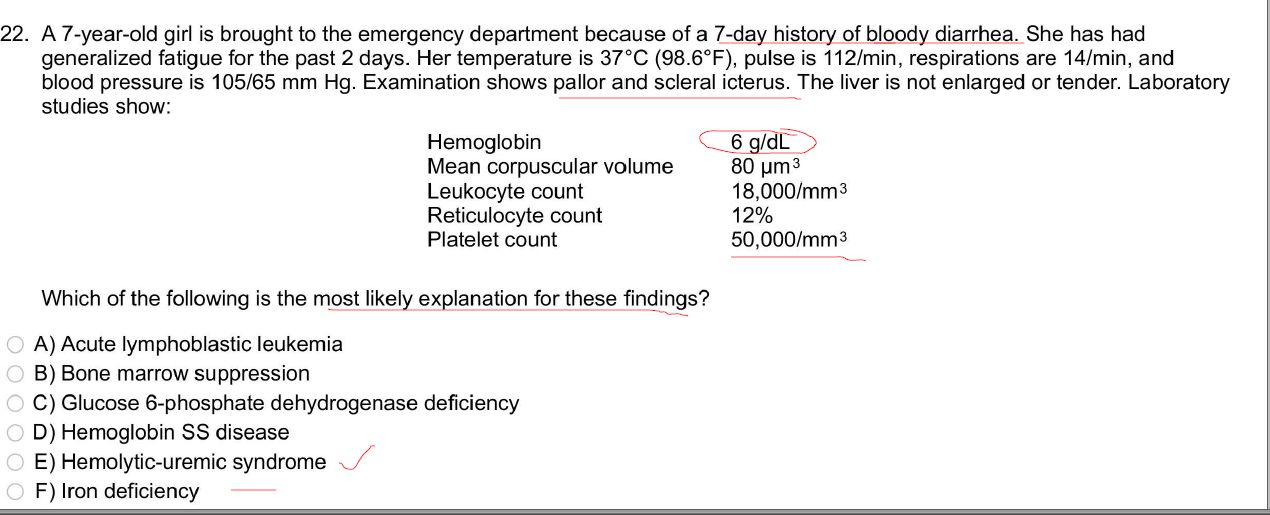 22. A 7-year-old girl is brought to the emergency department because of a 7-day history of bloody diarrhea. She has had
generalized fatigue for the past 2 days. Her temperature is 37°C (98.6°F), pulse is 112/min, respirations are 14/min, and
blood pressure is 105/65 mm Hg. Examination shows pallor and scleral icterus. The liver is not enlarged or tender. Laboratory
studies show:
Hemoglobin 6 g/dL
Mean corpuscular volume 80 μm³
Leukocyte count 18,000/mm³
Reticulocyte count 12%
Platelet count 50,000/mm³
Which of the following is the most likely explanation for these findings?
A) Acute lymphoblastic leukemia
B) Bone marrow suppression
C) Glucose 6-phosphate dehydrogenase deficiency
D) Hemoglobin SS disease
E) Hemolytic-uremic syndrome
F) Iron deficiency